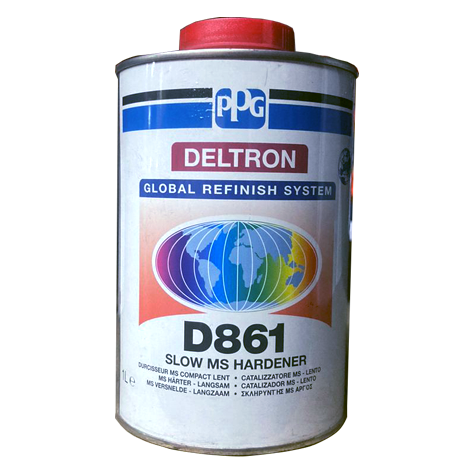 PPG
DELTRON
GLOBAL REFINISH SYSTEM
D861
SLOW MS HARDENER
DURCISSEUR MS COMPACT LENT • CATALIZZATORE MS - LENTO
MS HÄRTER - LANGSAM • CATALIZADOR MS - LENTO
MS VERSNELDE - LANGZAAM • ΣΚΛΗΡΥΝΤΗΣ MS ΑΡΓΟΣ
1L e